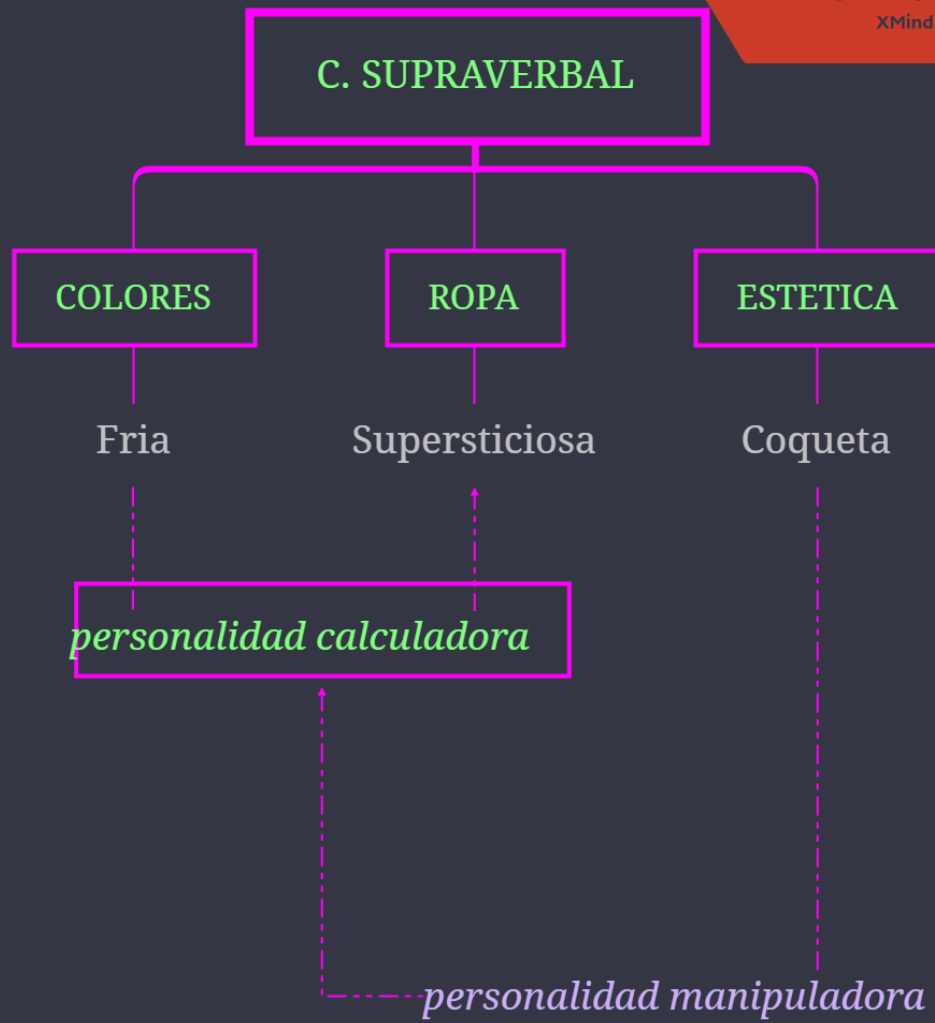 XMind
C. SUPRAVERBAL
COLORES
ROPA
ESTETICA
Fria
Supersticiosa
Coqueta
personalidad calculadora
personalidad manipuladora